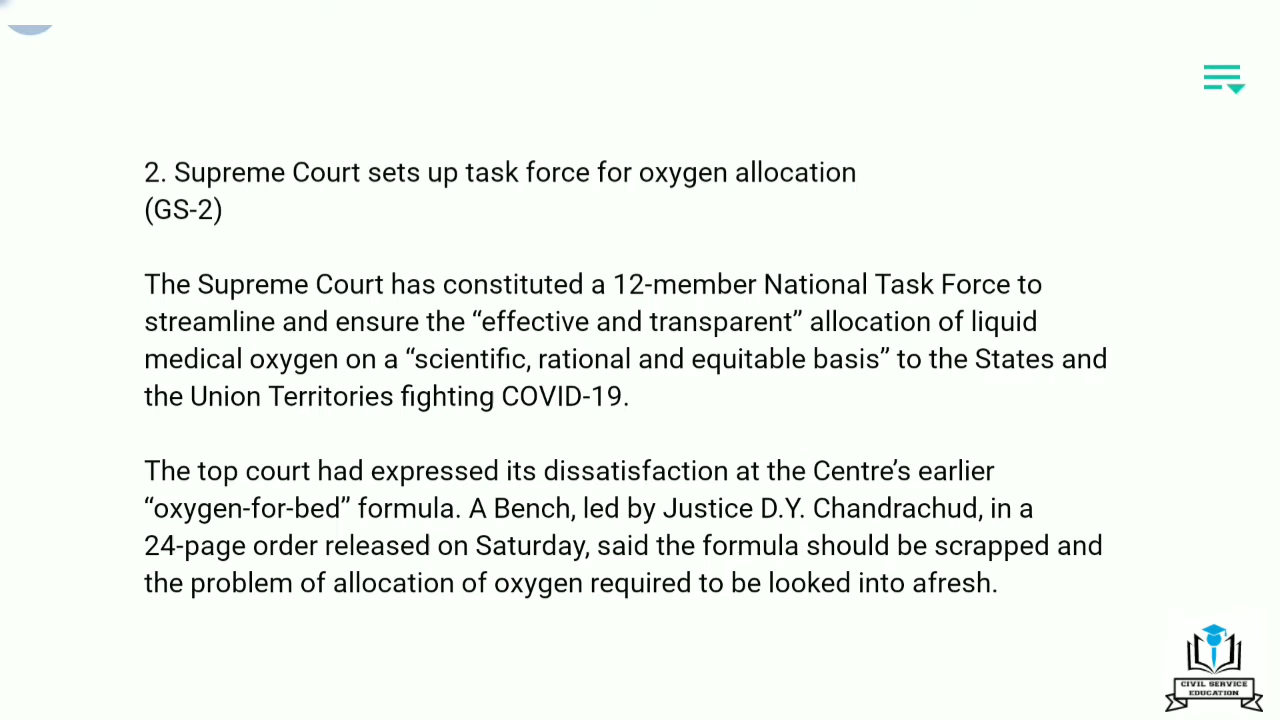 2. Supreme Court sets up task force for oxygen allocation
(GS-2)
The Supreme Court has constituted a 12-member National Task Force to
streamline and ensure the “effective and transparent” allocation of liquid
medical oxygen on a “scientific, rational and equitable basis” to the States and
the Union Territories fighting COVID-19.
The top court had expressed its dissatisfaction at the Centre’s earlier
“oxygen-for-bed” formula. A Bench, led by Justice D.Y. Chandrachud, in a
24-page order released on Saturday, said the formula should be scrapped and
the problem of allocation of oxygen required to be looked into afresh.
CIVIL SERVICE
EDUCATION